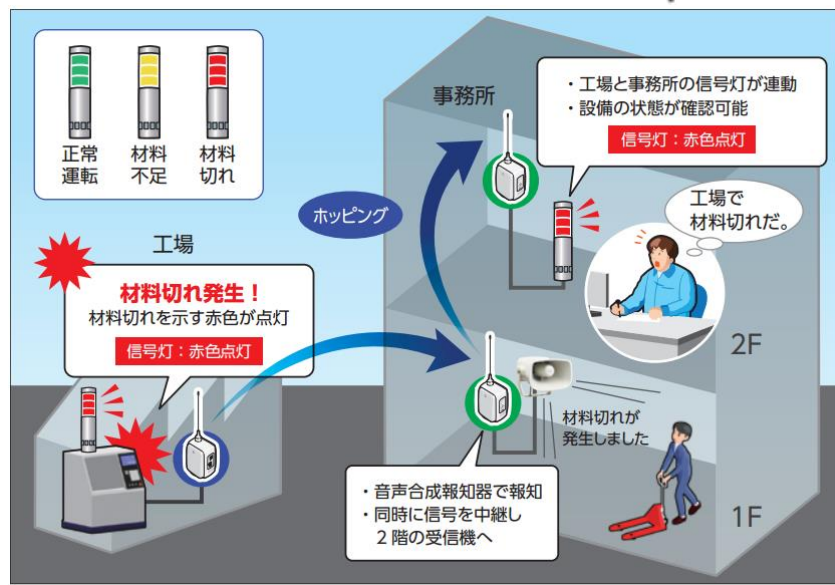 正常
運転
材料
不足
材料
切れ
事務所
・工場と事務所の信号灯が連動
・設備の状態が確認可能
信号灯：赤色点灯
ホッピング
工場で
材料切れだ。
工場
材料切れ発生！
材料切れを示す赤色が点灯
信号灯：赤色点灯
2F
材料切れが
発生しました
・音声合成報知器で報知
・同時に信号を中継し
２階の受信機へ
1F